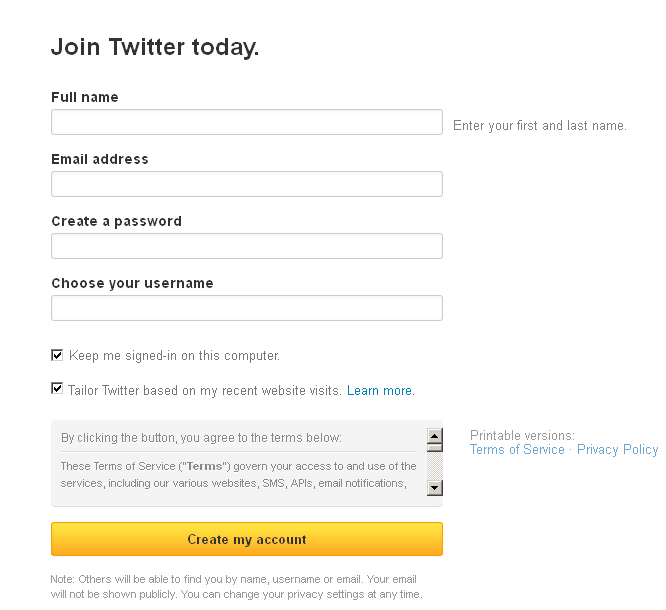 Join Twitter today.
Full name
Enter your first and last name.
Email address
Create a password
Choose your username
Keep me signed-in on this computer.
Tailor Twitter based on my recent website visits. Learn more.
By clicking the button, you agree to the terms below:
These Terms of Service ("Terms") govern your access to and use of the
services, including our various websites, SMS, APIs, email notifications,
Printable versions:
Terms of Service · Privacy Policy
Create my account
Note: Others will be able to find you by name, username or email. Your email
will not be shown publicly. You can change your privacy settings at any time.